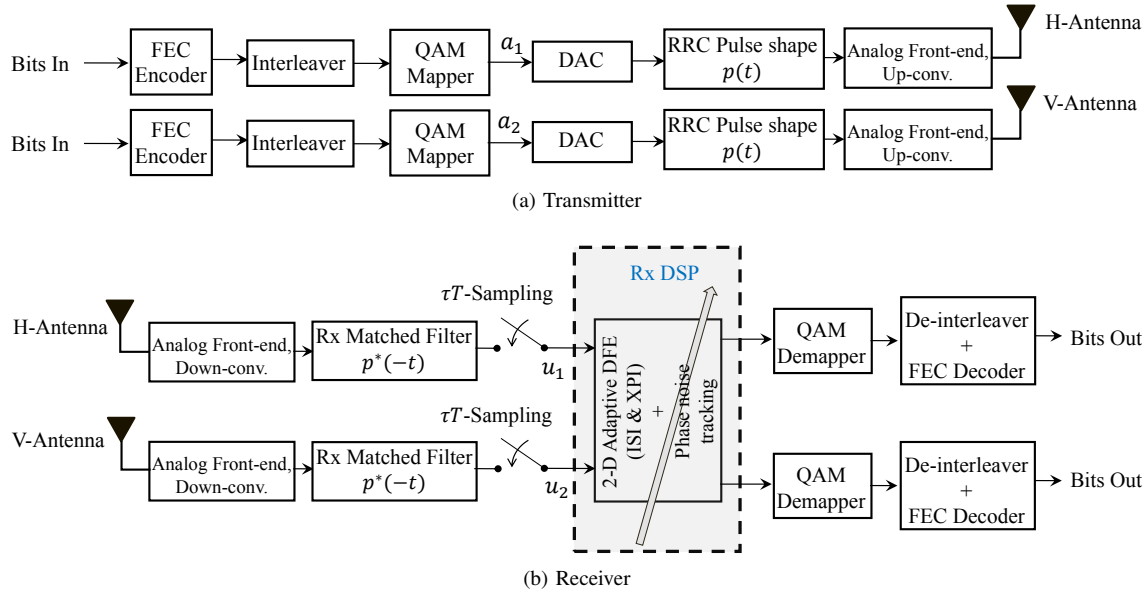 H-Antenna
Bits In
FEC
Encoder
Interleaver
QAM
Mapper
a₁
DAC
RRC Pulse shape
p(t)
Analog Front-end,
Up-conv.
V-Antenna
Bits In
FEC
Encoder
Interleaver
QAM
Mapper
a₂
DAC
RRC Pulse shape
p(t)
Analog Front-end,
Up-conv.
(a) Transmitter
Rx DSP
H-Antenna
Analog Front-end,
Down-conv.
Rx Matched Filter
p*(-t)
τT-Sampling
u₁
V-Antenna
Analog Front-end,
Down-conv.
Rx Matched Filter
p*(-t)
τT-Sampling
u₂
2-D Adaptive DFE
(ISI & XPI)
+
Phase noise
tracking
QAM
Demapper
De-interleaver
+
FEC Decoder
Bits Out
QAM
Demapper
De-interleaver
+
FEC Decoder
Bits Out
(b) Receiver